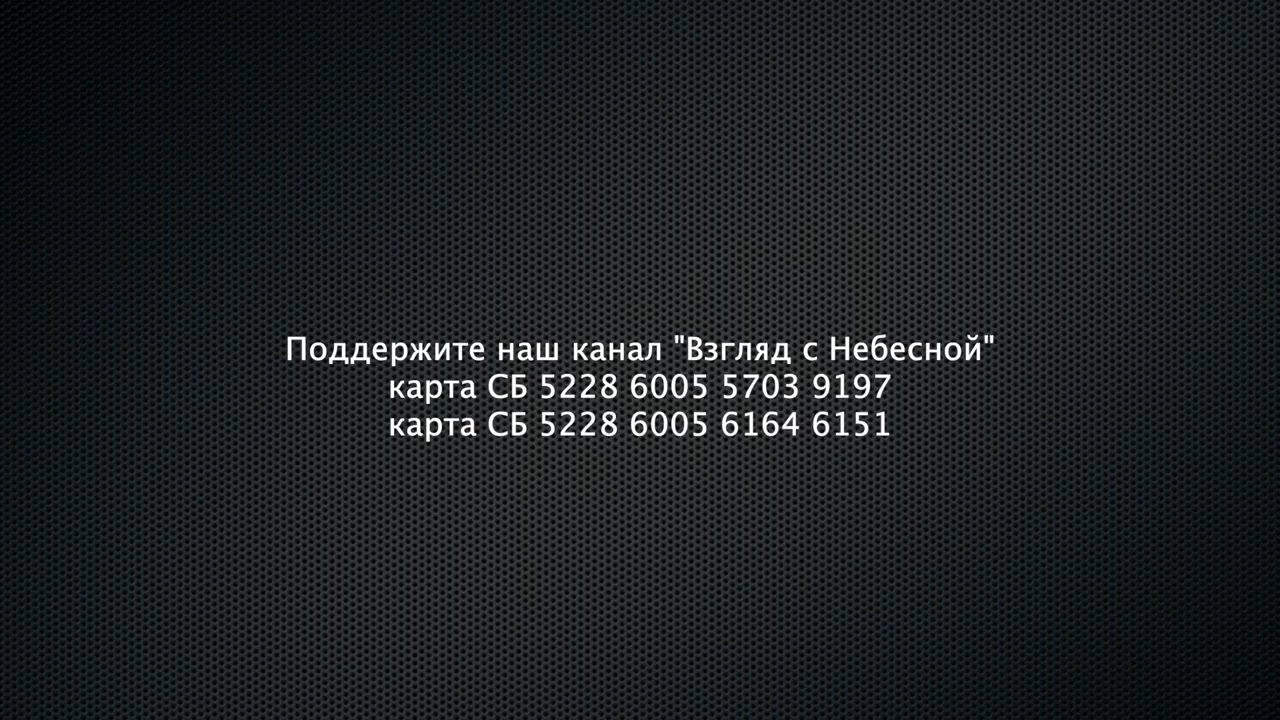 Поддержите наш канал "Взгляд с Небесной"
карта СБ 5228 6005 5703 9197
карта СБ 5228 6005 6164 6151